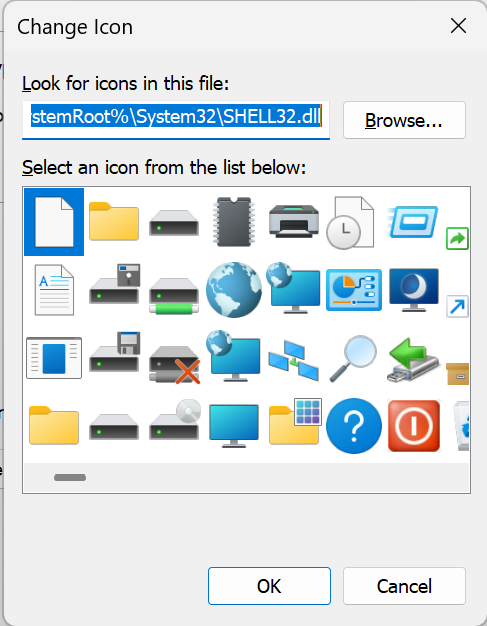 Change Icon
Look for icons in this file:
stemRoot%\System32\SHELL32.dll
Browse...
Select an icon from the list below:
A
?
OK
Cancel